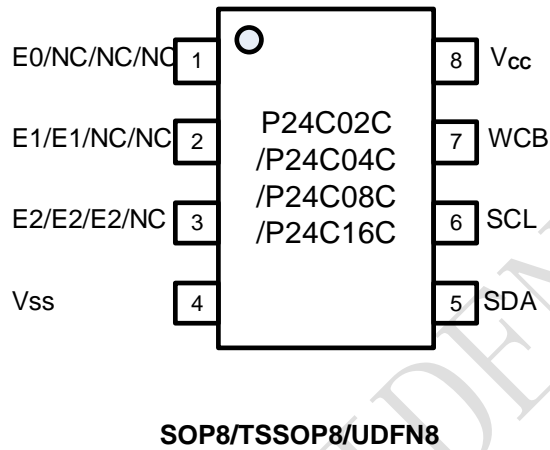 E0/NC/NC/NC 1
8 Vcc
E1/E1/NC/NC 2
7 WCB
E2/E2/E2/NC 3
6 SCL
Vss 4
5 SDA
P24C02C
/P24C04C
/P24C08C
/P24C16C
SOP8/TSSOP8/UDFN8